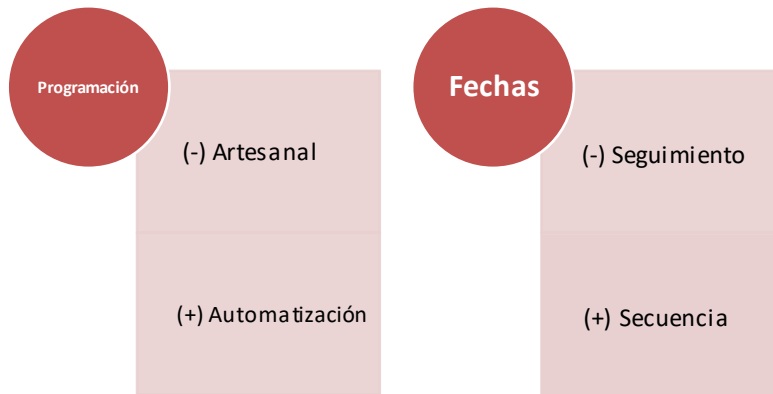 Programación
(-) Artesanal
(+) Automatización
Fechas
(-) Seguimiento
(+) Secuencia